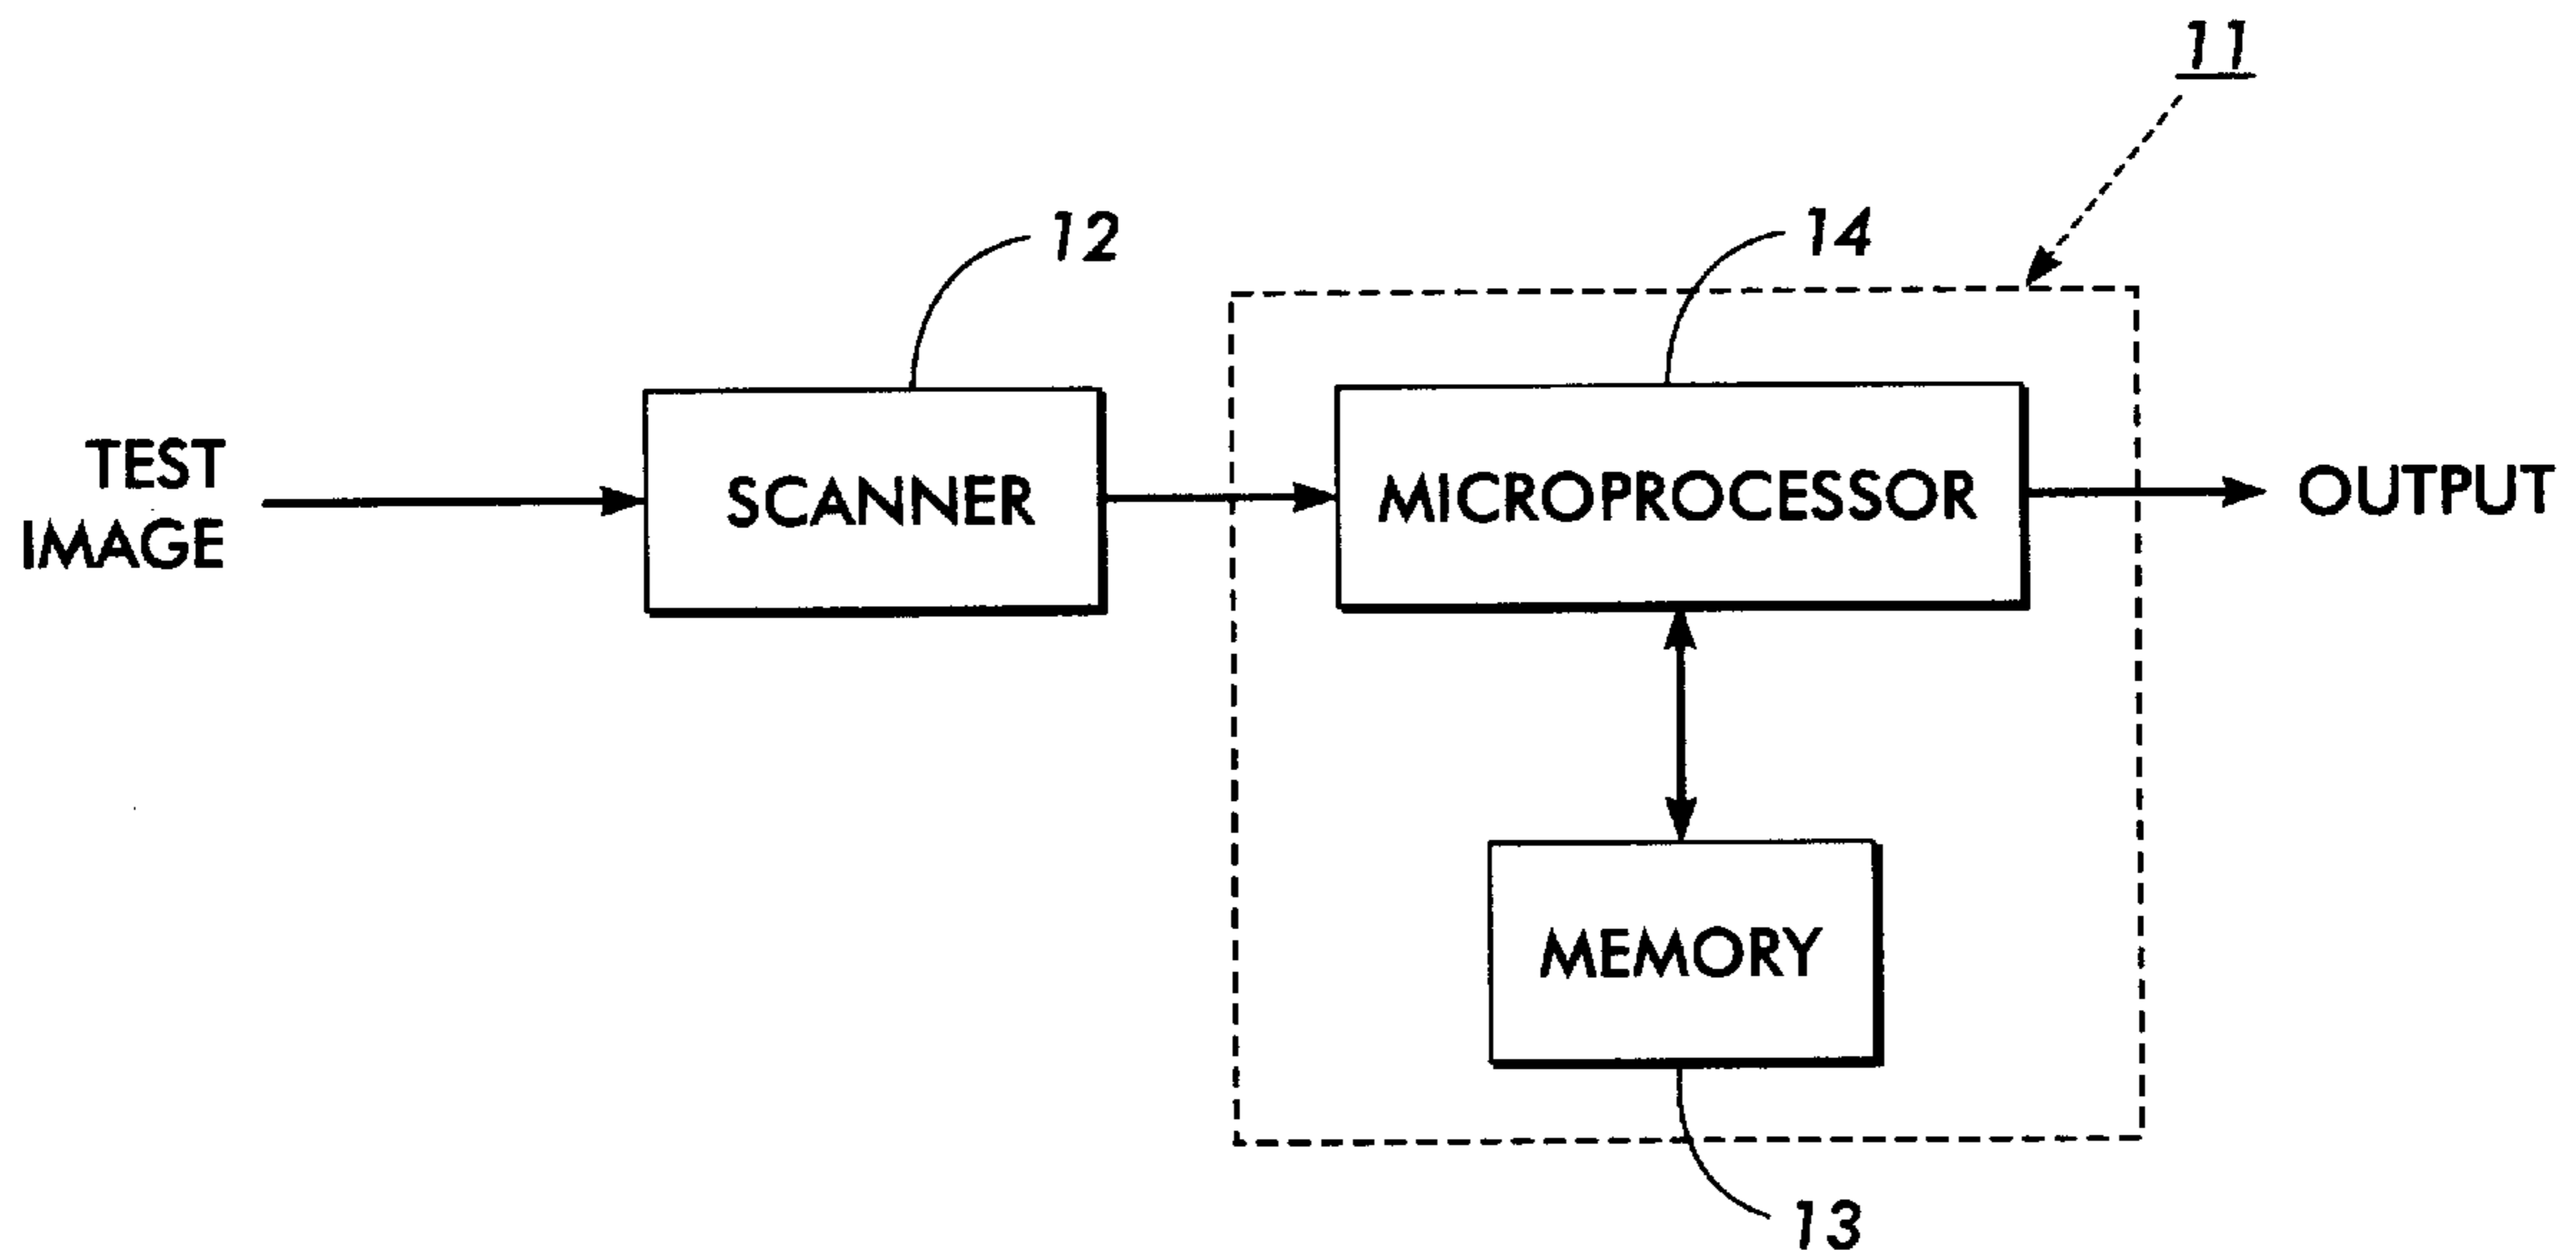 11
12
14
TEST
IMAGE
SCANNER
MICROPROCESSOR
OUTPUT
MEMORY
13